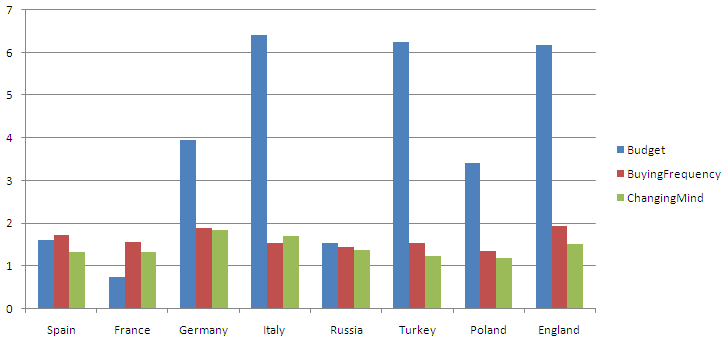 7
6
5
4
3
2
1
0
Spain France Germany Italy Russia Turkey Poland England
Budget
BuyingFrequency
ChangingMind